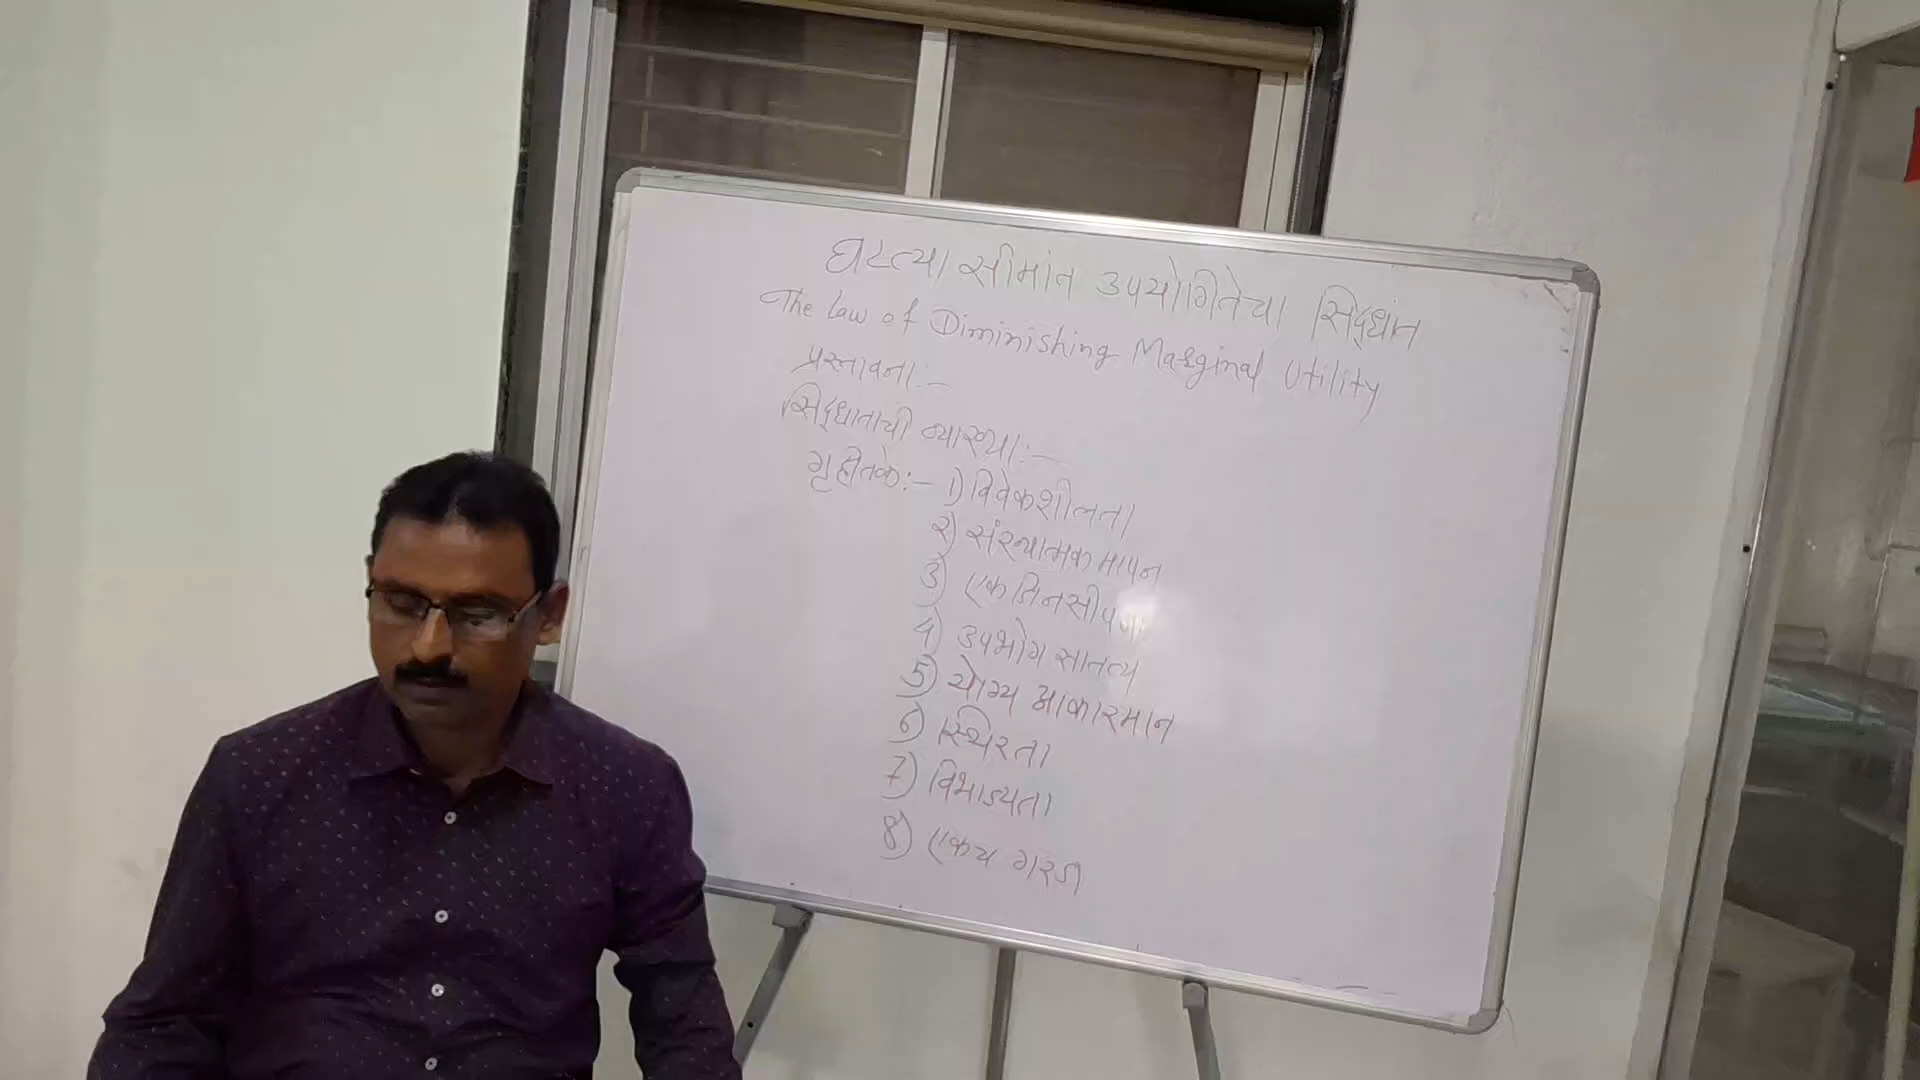 घटत्या सीमांत उपयोगितेचा सिद्धांत
The Law of Diminishing Marginal Utility
प्रस्तावना:-
सिद्धांताची व्याख्या:-
गृहीतके:- 1) विवेकशीलता
२) संख्यात्मक मापन
3) एकजिनसीपणा
4) उपभोग सातत्य
5) योग्य आकारमान
6) स्थिरता
7) विभाज्यता
8) एकच गरज